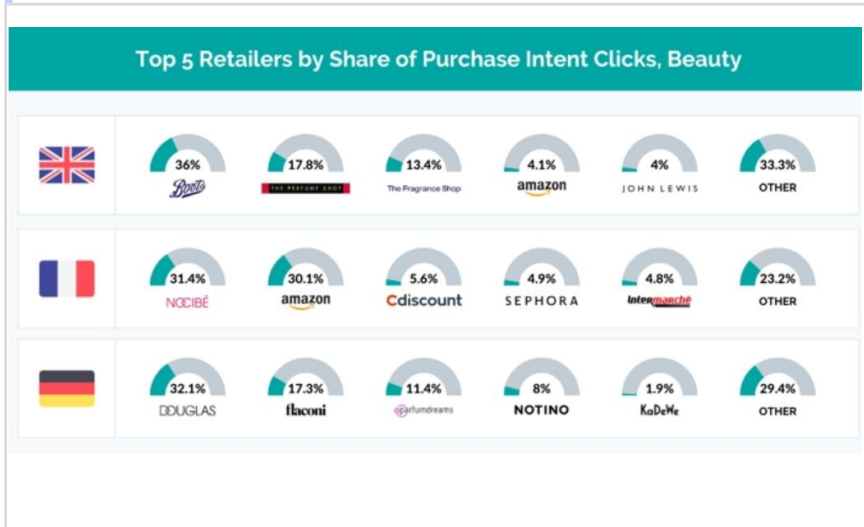 Top 5 Retailers by Share of Purchase Intent Clicks, Beauty
36% 17.8% 13.4% 4.1% 4% 33.3%
Boots THE PERFUME SHOP The Fragrance Shop amazon JOHN LEWIS OTHER
31.4% 30.1% 5.6% 4.9% 4.8% 23.2%
NOCIBÉ amazon Cdiscount SEPHORA Intermarché OTHER
32.1% 17.3% 11.4% 8% 1.9% 29.4%
DOUGLAS flaconi parfumdreams NOTINO KaDeWe OTHER